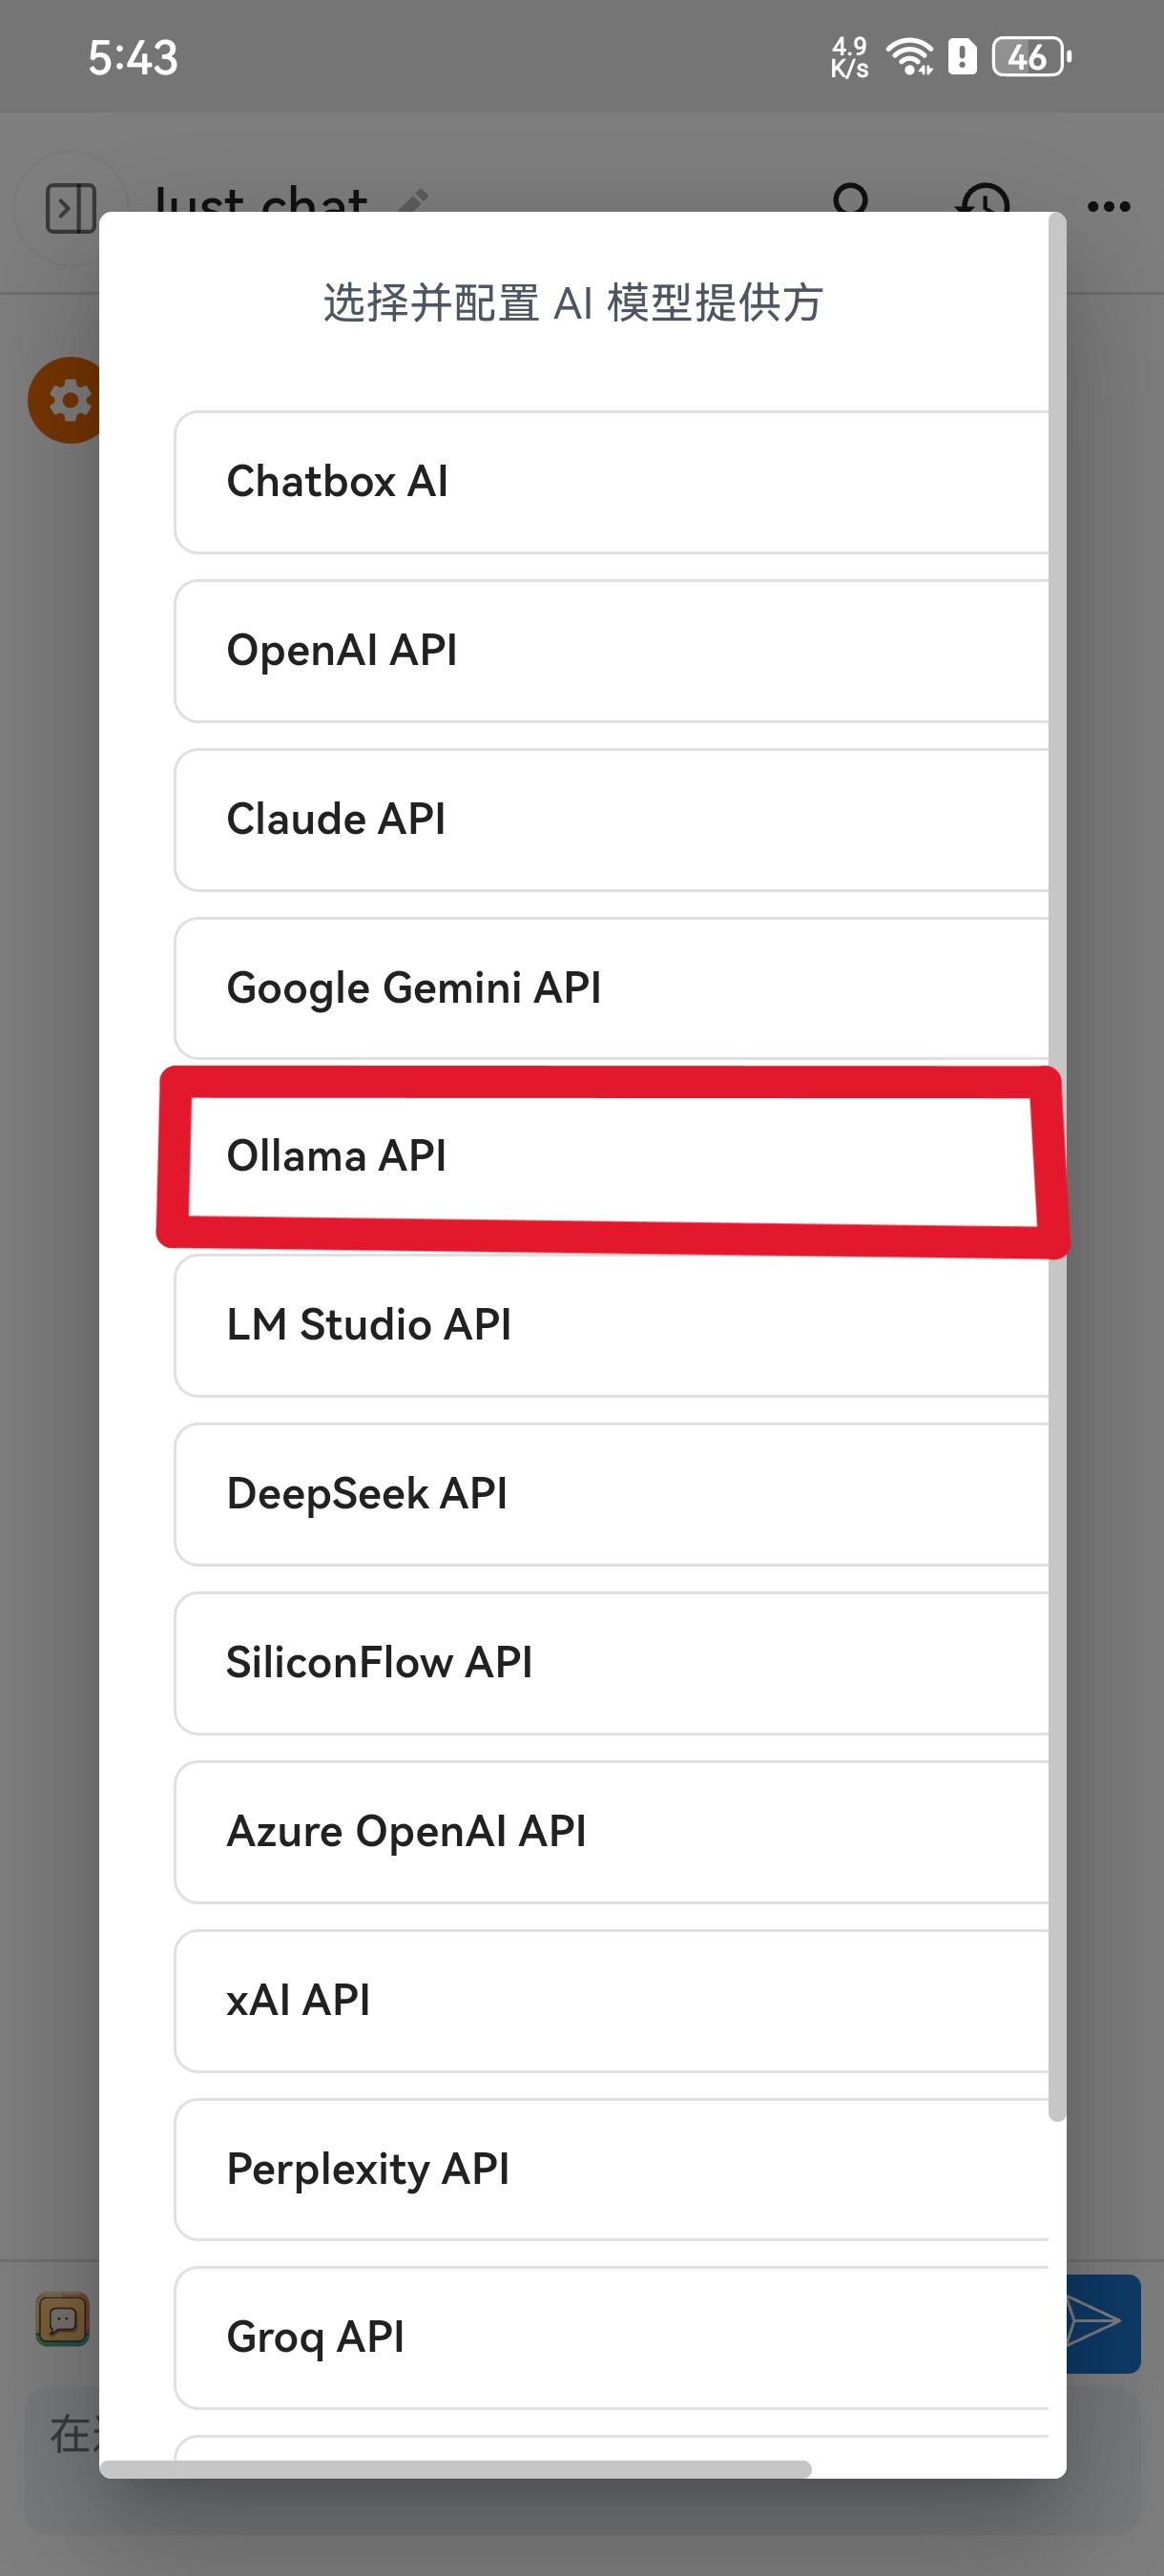 5:43
4.9
K/s
46
Just chat
选择并配置 AI 模型提供方
Chatbox AI
OpenAI API
Claude API
Google Gemini API
Ollama API
LM Studio API
DeepSeek API
SiliconFlow API
Azure OpenAI API
xAI API
Perplexity API
Groq API
在